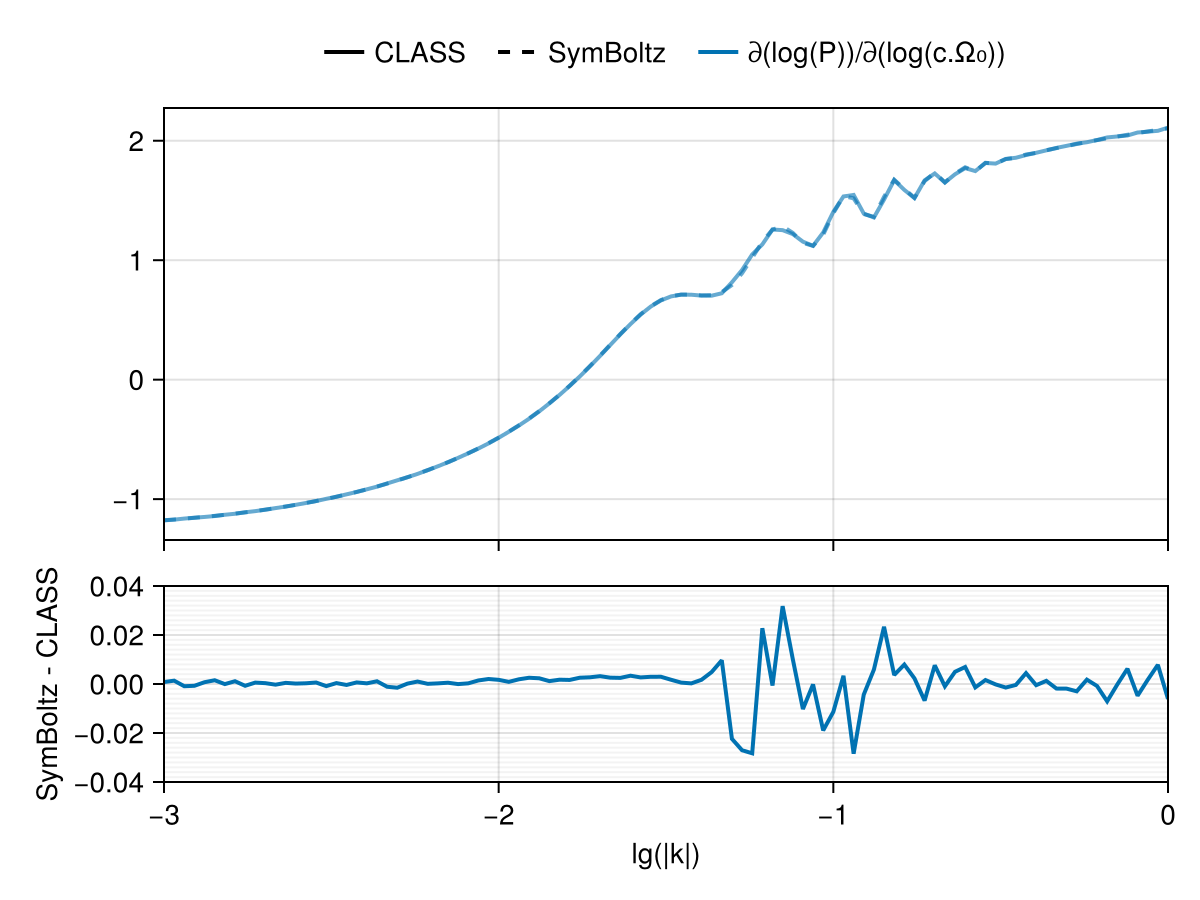 CLASS SymBoltz ∂(log(P))/∂(log(c.Ω₀))
2
1
0
−1
0.04
0.02
0.00
−0.02
−0.04
SymBoltz - CLASS
−3 −2 −1 0
lg(|k|)